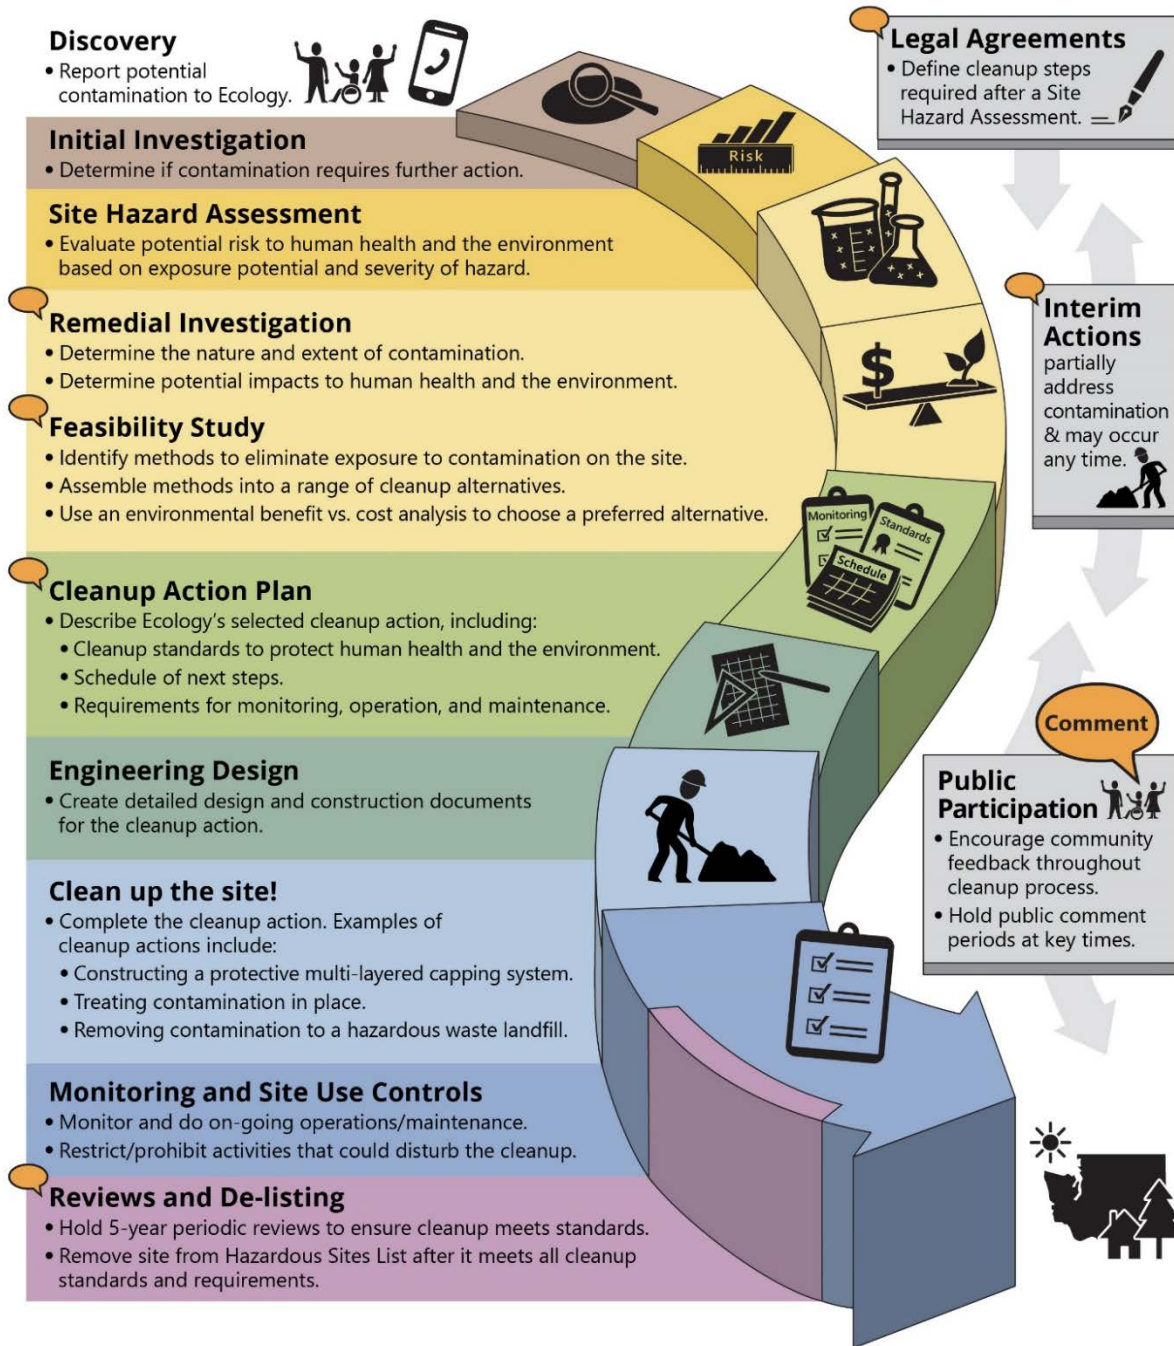 Discovery
• Report potential
contamination to Ecology.
Initial Investigation
• Determine if contamination requires further action.
Site Hazard Assessment
• Evaluate potential risk to human health and the environment
based on exposure potential and severity of hazard.
Remedial Investigation
• Determine the nature and extent of contamination.
• Determine potential impacts to human health and the environment.
Feasibility Study
• Identify methods to eliminate exposure to contamination on the site.
• Assemble methods into a range of cleanup alternatives.
• Use an environmental benefit vs. cost analysis to choose a preferred alternative.
Cleanup Action Plan
• Describe Ecology's selected cleanup action, including:
• Cleanup standards to protect human health and the environment.
• Schedule of next steps.
• Requirements for monitoring, operation, and maintenance.
Engineering Design
• Create detailed design and construction documents
for the cleanup action.
Clean up the site!
• Complete the cleanup action. Examples of
cleanup actions include:
• Constructing a protective multi-layered capping system.
• Treating contamination in place.
• Removing contamination to a hazardous waste landfill.
Monitoring and Site Use Controls
• Monitor and do on-going operations/maintenance.
• Restrict/prohibit activities that could disturb the cleanup.
Reviews and De-listing
• Hold 5-year periodic reviews to ensure cleanup meets standards.
• Remove site from Hazardous Sites List after it meets all cleanup
standards and requirements.
Risk
$
Monitoring
Standards
Schedule
Legal Agreements
• Define cleanup steps
required after a Site
Hazard Assessment.
Interim
Actions
partially
address
contamination
& may occur
any time.
Comment
Public
Participation
• Encourage community
feedback throughout
cleanup process.
• Hold public comment
periods at key times.